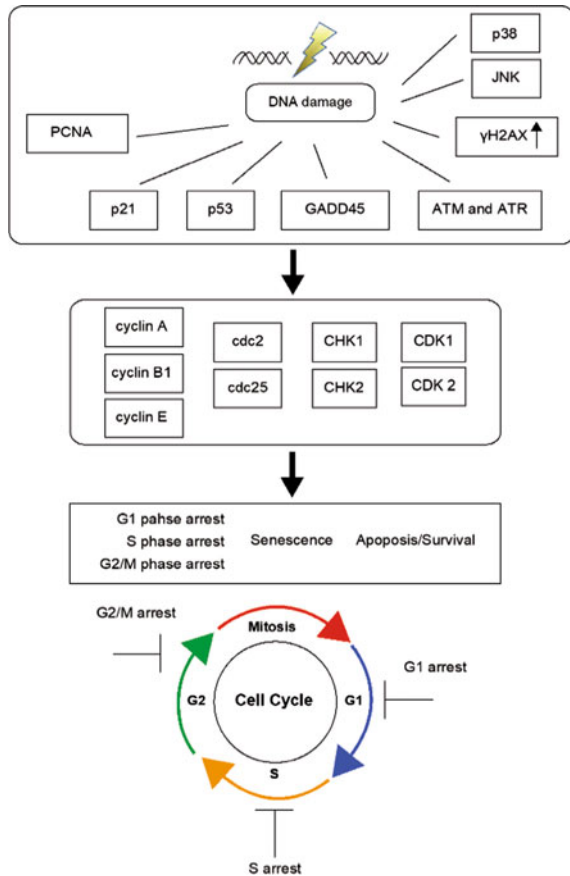 p38
DNA damage
JNK
PCNA
γH2AX
p21
p53
GADD45
ATM and ATR
cyclin A
cdc2
CHK1
CDK1
cyclin B1
cdc25
CHK2
CDK 2
cyclin E
G1 pahse arrest
S phase arrest
G2/M phase arrest
Senescence
Apoposis/Survival
G2/M arrest
Mitosis
G1 arrest
G2
Cell Cycle
G1
S
S arrest